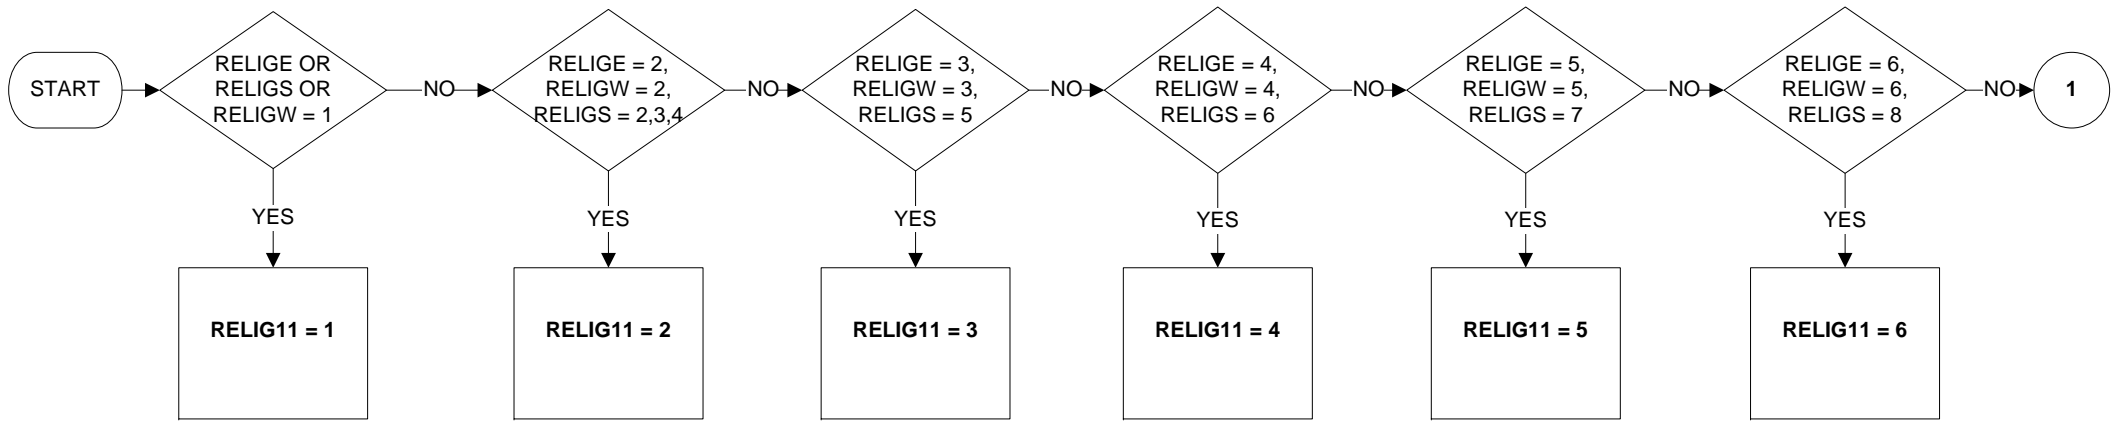 START
RELIGE OR
RELIGS OR
RELIGW = 1
NO
RELIGE = 2,
RELIGW = 2,
RELIGS = 2,3,4
NO
RELIGE = 3,
RELIGW = 3,
RELIGS = 5
NO
RELIGE = 4,
RELIGW = 4,
RELIGS = 6
NO
RELIGE = 5,
RELIGW = 5,
RELIGS = 7
NO
RELIGE = 6,
RELIGW = 6,
RELIGS = 8
NO
1
YES
YES
YES
YES
YES
YES
RELIG11 = 1
RELIG11 = 2
RELIG11 = 3
RELIG11 = 4
RELIG11 = 5
RELIG11 = 6